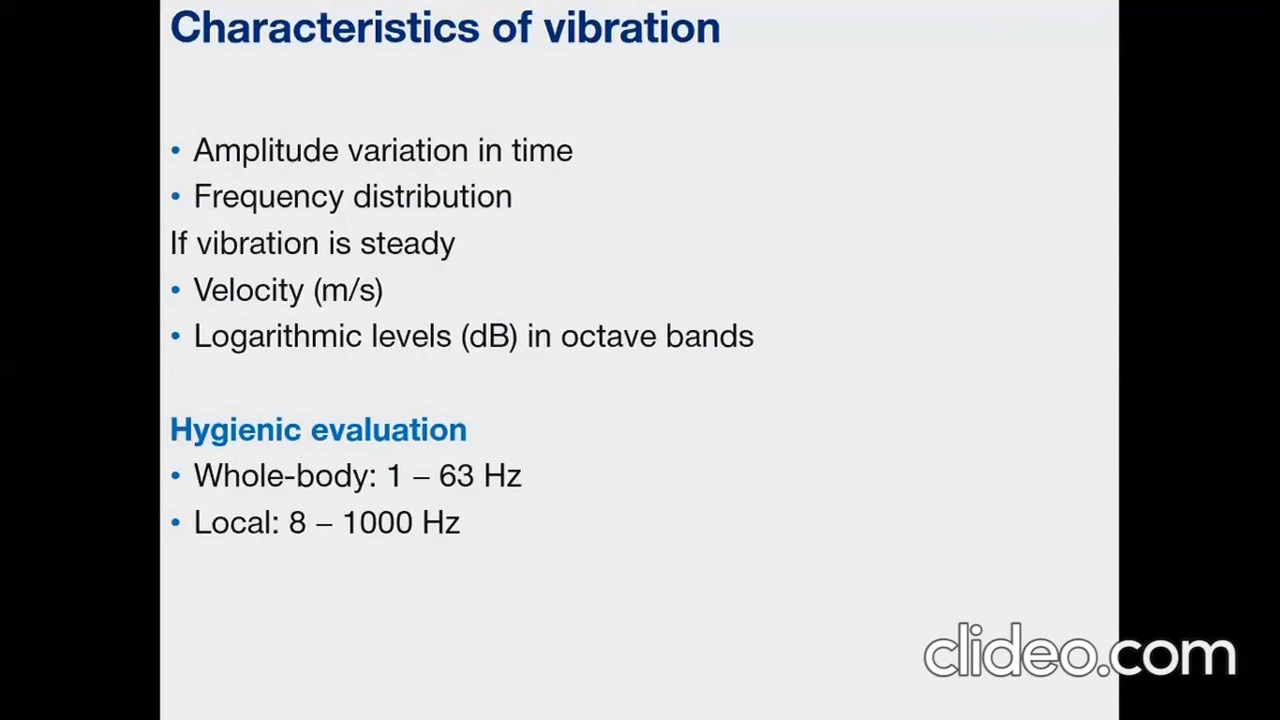 Characteristics of vibration
• Amplitude variation in time
• Frequency distribution
If vibration is steady
• Velocity (m/s)
• Logarithmic levels (dB) in octave bands
Hygienic evaluation
• Whole-body: 1 – 63 Hz
• Local: 8 – 1000 Hz
clideo.com